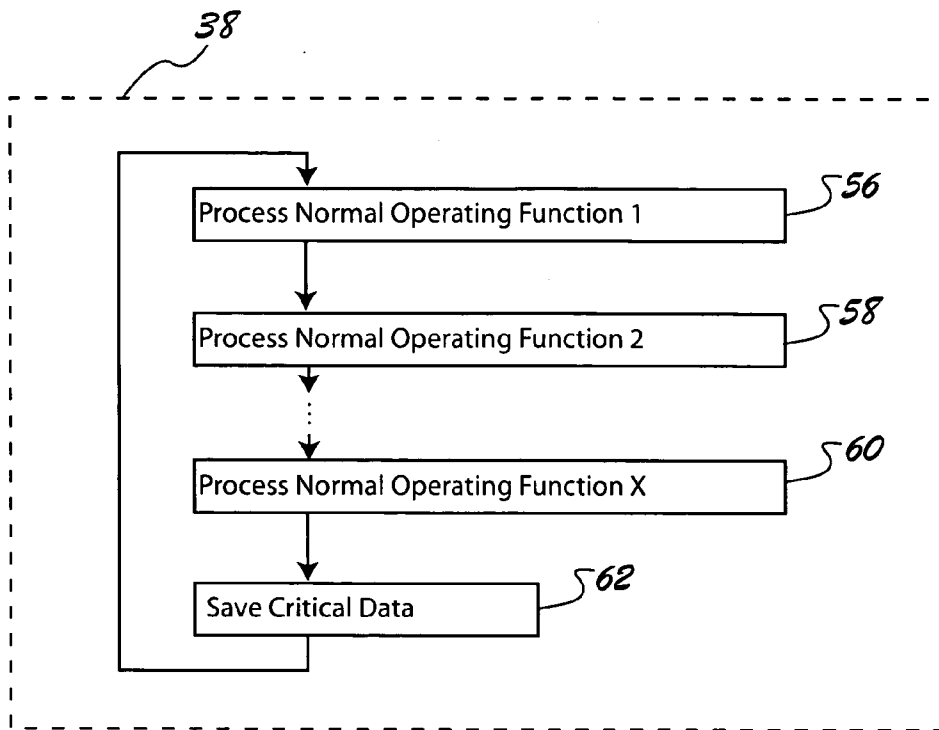 38
Process Normal Operating Function 1
56
Process Normal Operating Function 2
58
Process Normal Operating Function X
60
Save Critical Data
62